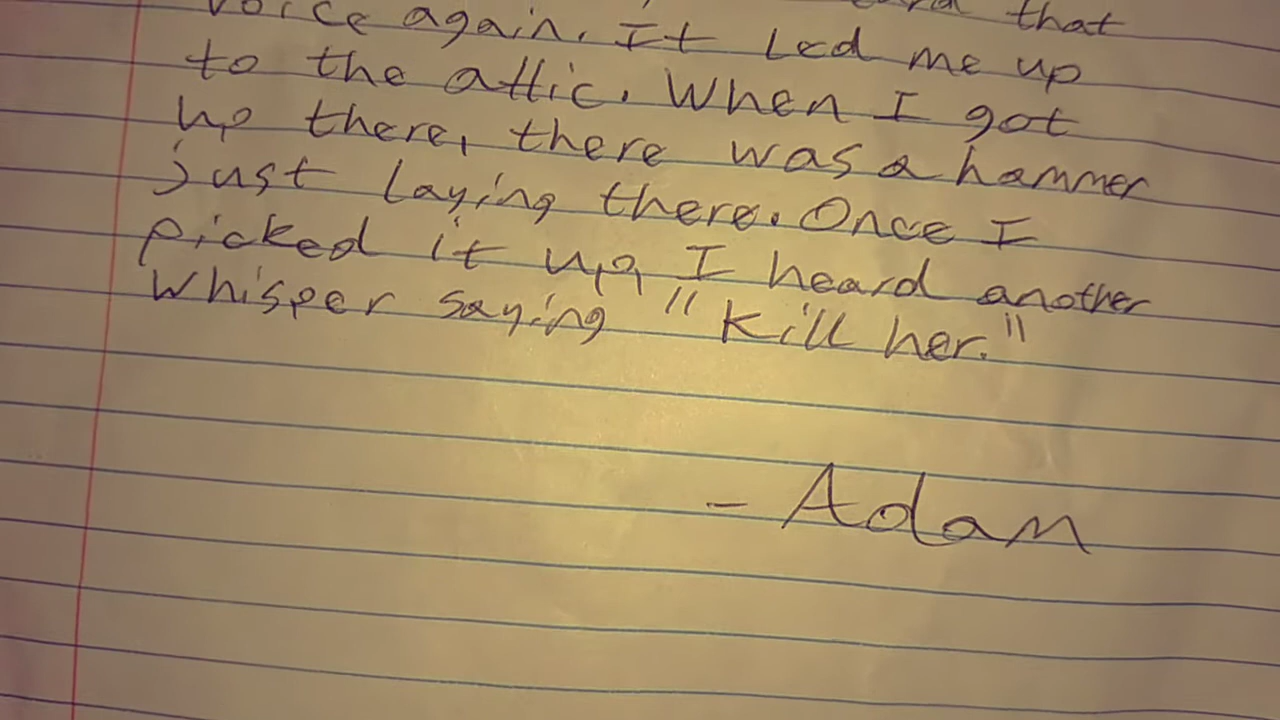 that
voice again. It led me up
to the attic. When I got
up there, there was a hammer
just laying there. Once I
picked it up, I heard another
whisper saying "Kill her."
- Adam